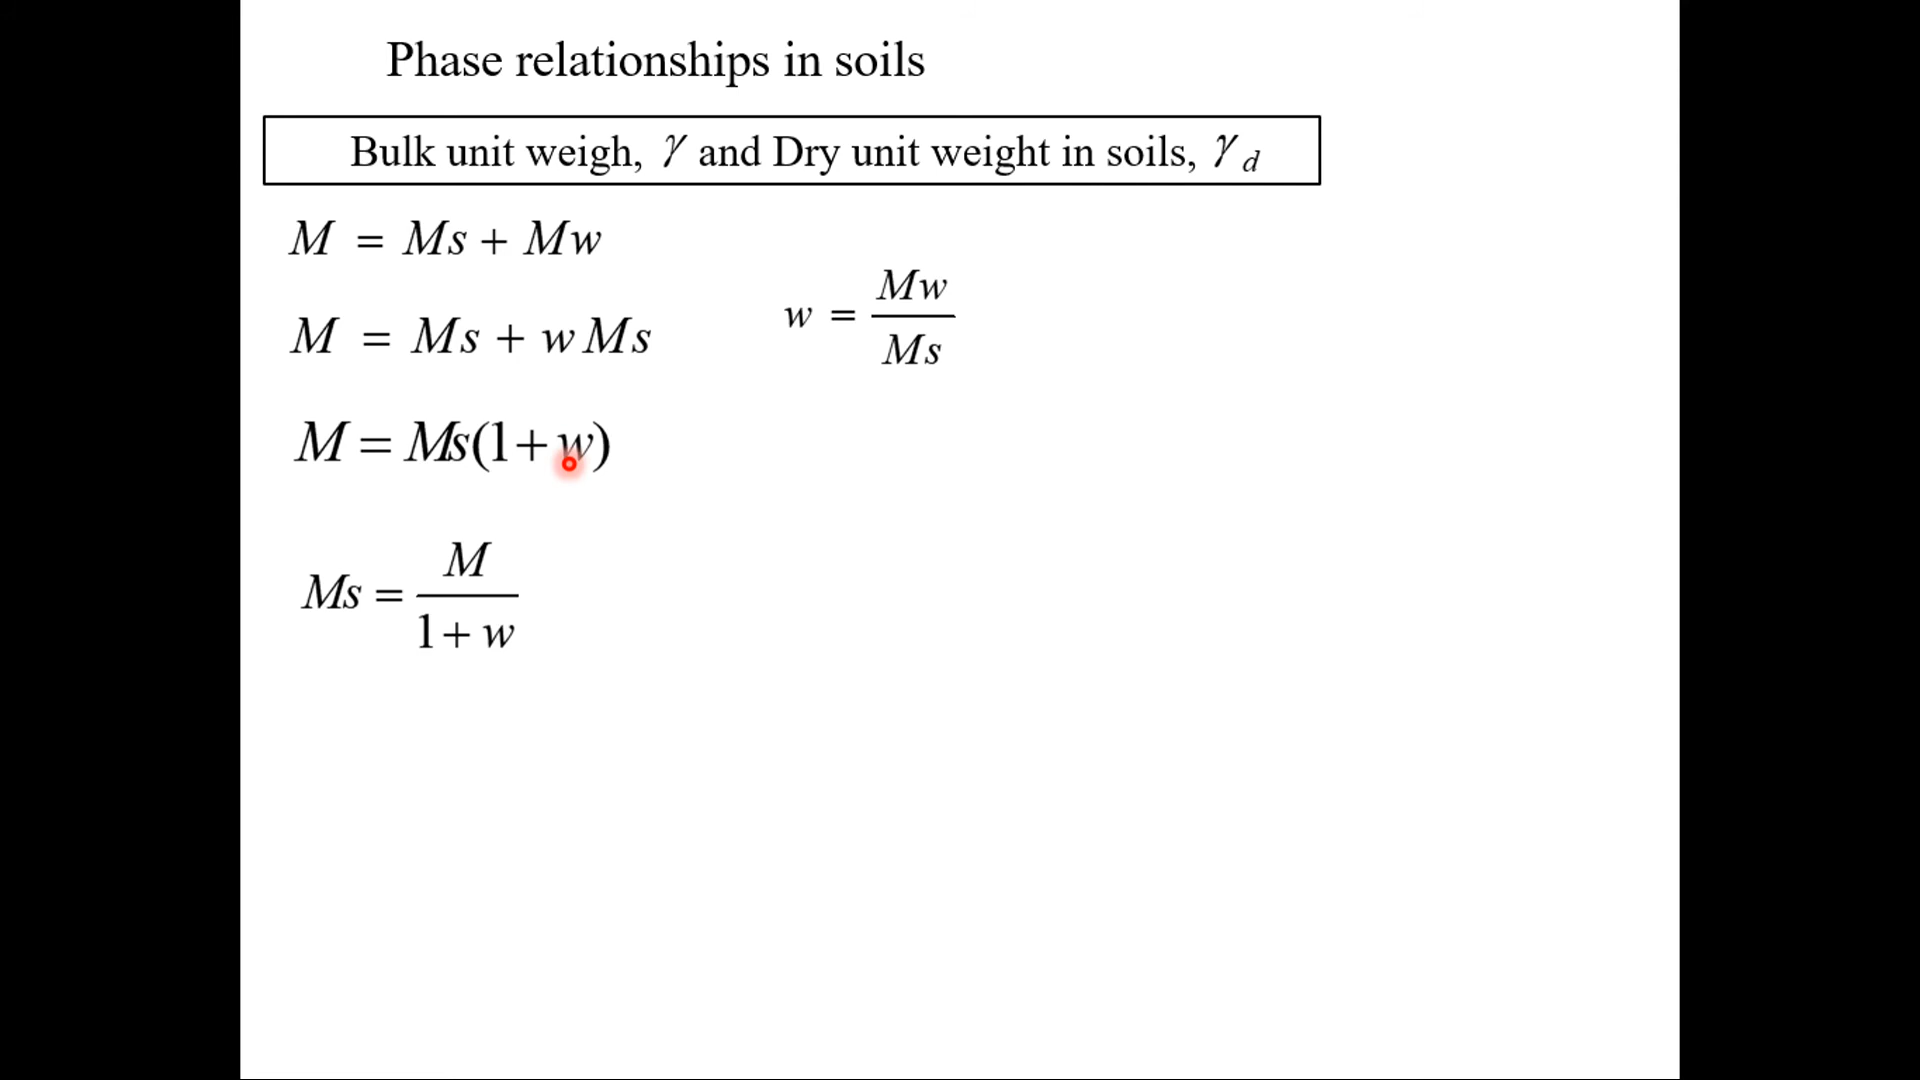 Phase relationships in soils
Bulk unit weigh, γ and Dry unit weight in soils, γ d
M = Ms + Mw
w = Mw / Ms
M = Ms + w Ms
M = Ms(1+ w)
Ms = M / 1+ w